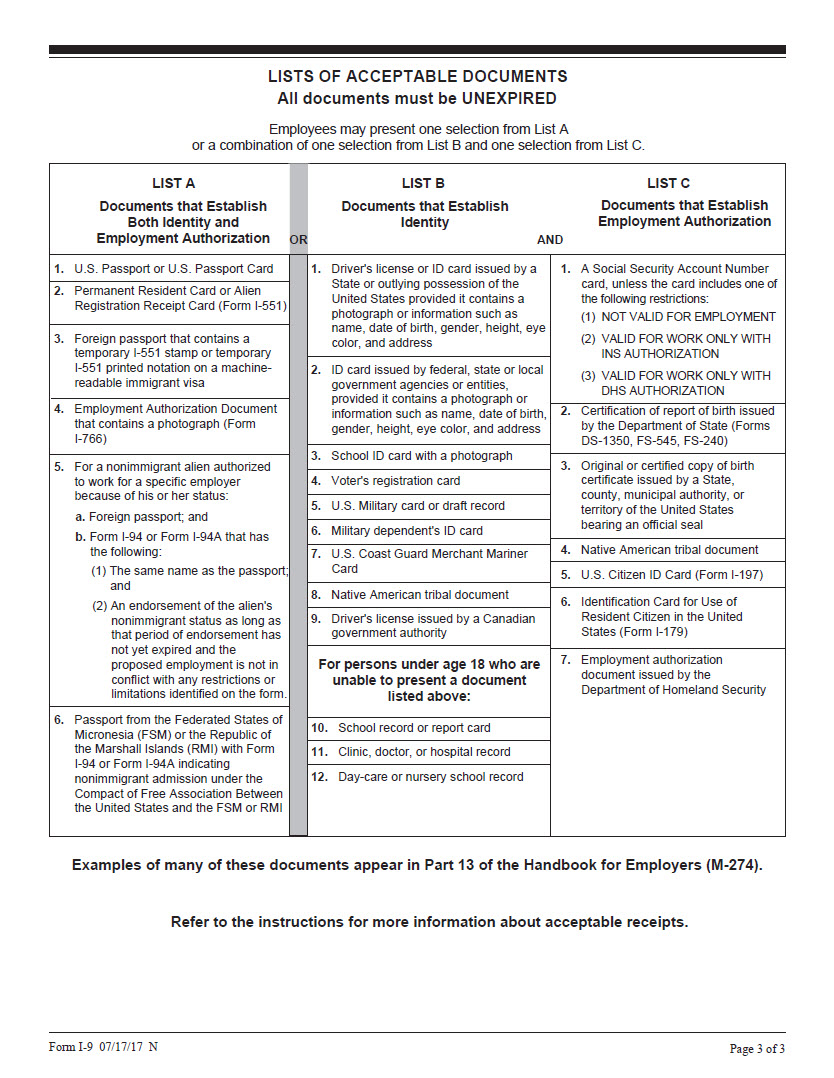 LISTS OF ACCEPTABLE DOCUMENTS
All documents must be UNEXPIRED
Employees may present one selection from List A
or a combination of one selection from List B and one selection from List C.
LIST A
Documents that Establish
Both Identity and
Employment Authorization
OR
LIST B
Documents that Establish
Identity
AND
LIST C
Documents that Establish
Employment Authorization
1. U.S. Passport or U.S. Passport Card
2. Permanent Resident Card or Alien
Registration Receipt Card (Form I-551)
3. Foreign passport that contains a
temporary I-551 stamp or temporary
I-551 printed notation on a machine-
readable immigrant visa
4. Employment Authorization Document
that contains a photograph (Form
I-766)
5. For a nonimmigrant alien authorized
to work for a specific employer
because of his or her status:
a. Foreign passport; and
b. Form I-94 or Form I-94A that has
the following:
(1) The same name as the passport;
and
(2) An endorsement of the alien's
nonimmigrant status as long as
that period of endorsement has
not yet expired and the
proposed employment is not in
conflict with any restrictions or
limitations identified on the form.
6. Passport from the Federated States of
Micronesia (FSM) or the Republic of
the Marshall Islands (RMI) with Form
I-94 or Form I-94A indicating
nonimmigrant admission under the
Compact of Free Association Between
the United States and the FSM or RMI
1. Driver's license or ID card issued by a
State or outlying possession of the
United States provided it contains a
photograph or information such as
name, date of birth, gender, height, eye
color, and address
2. ID card issued by federal, state or local
government agencies or entities,
provided it contains a photograph or
information such as name, date of birth,
gender, height, eye color, and address
3. School ID card with a photograph
4. Voter's registration card
5. U.S. Military card or draft record
6. Military dependent's ID card
7. U.S. Coast Guard Merchant Mariner
Card
8. Native American tribal document
9. Driver's license issued by a Canadian
government authority
For persons under age 18 who are
unable to present a document
listed above:
10. School record or report card
11. Clinic, doctor, or hospital record
12. Day-care or nursery school record
1. A Social Security Account Number
card, unless the card includes one of
the following restrictions:
(1) NOT VALID FOR EMPLOYMENT
(2) VALID FOR WORK ONLY WITH
INS AUTHORIZATION
(3) VALID FOR WORK ONLY WITH
DHS AUTHORIZATION
2. Certification of report of birth issued
by the Department of State (Forms
DS-1350, FS-545, FS-240)
3. Original or certified copy of birth
certificate issued by a State,
county, municipal authority, or
territory of the United States
bearing an official seal
4. Native American tribal document
5. U.S. Citizen ID Card (Form I-197)
6. Identification Card for Use of
Resident Citizen in the United
States (Form I-179)
7. Employment authorization
document issued by the
Department of Homeland Security
Examples of many of these documents appear in Part 13 of the Handbook for Employers (M-274).
Refer to the instructions for more information about acceptable receipts.
Form I-9 07/17/17 N
Page 3 of 3